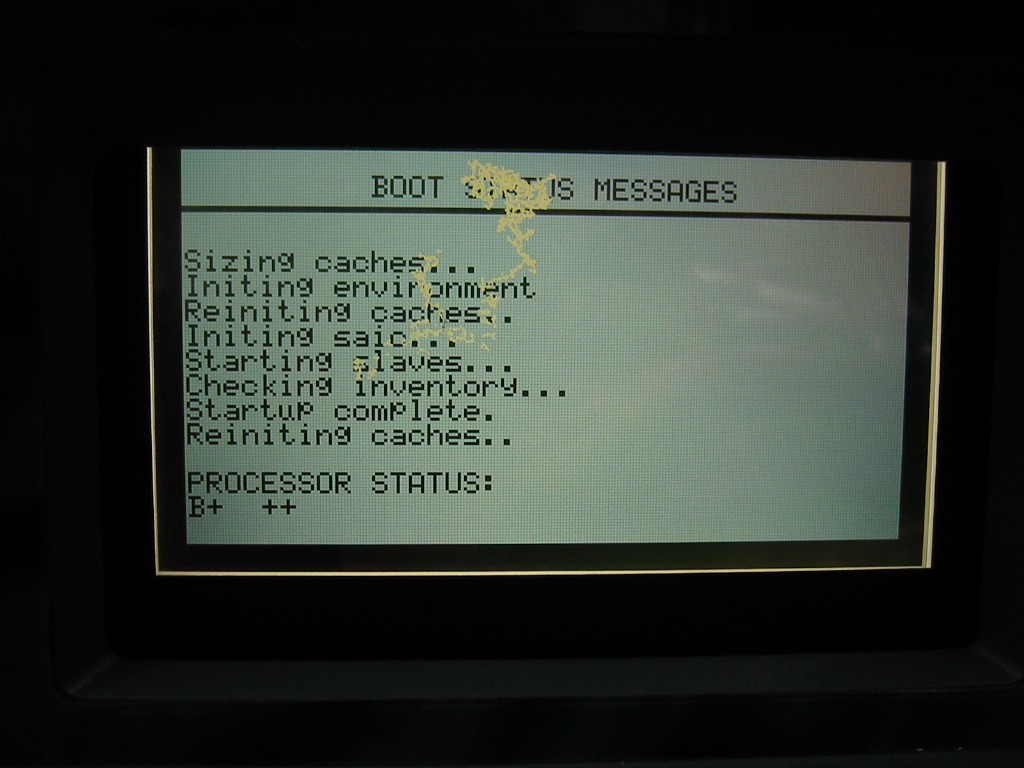 BOOT STATUS MESSAGES
Sizing caches...
Initing environment
Reiniting caches..
Initing saic...
Starting slaves...
Checking inventory...
Startup complete.
Reiniting caches..
PROCESSOR STATUS:
B+ ++